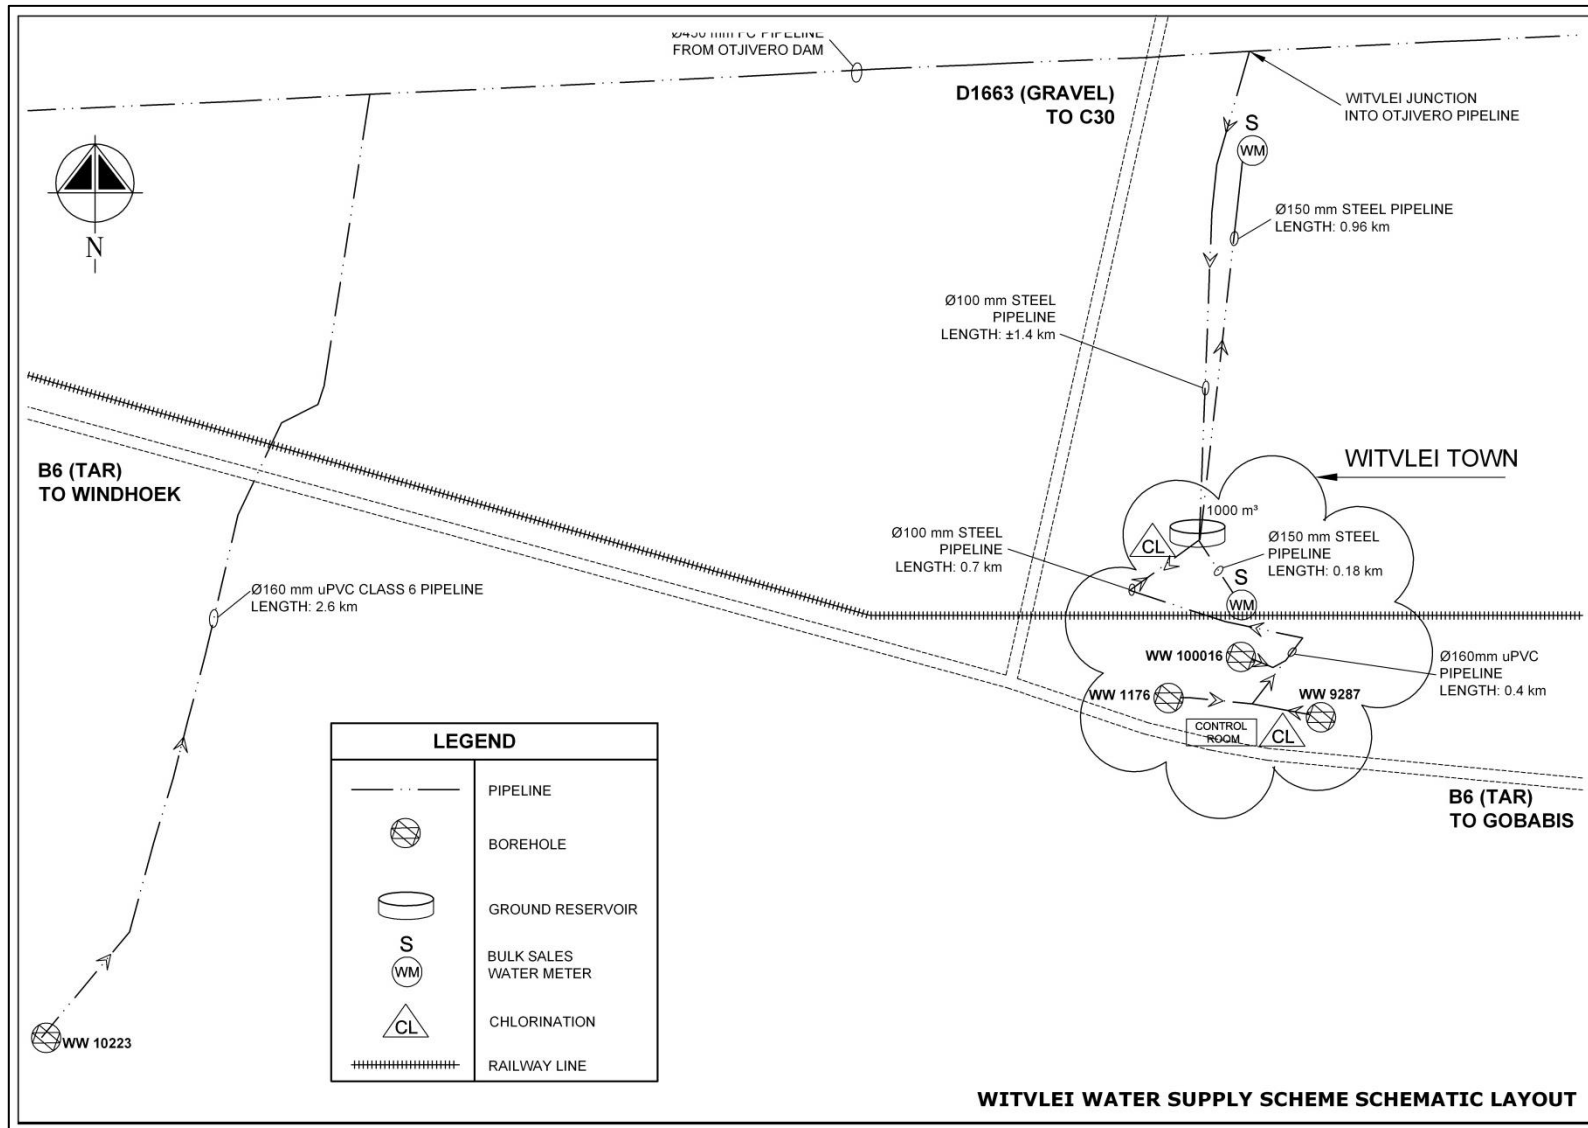 Ø450 mm FC PIPELINE
FROM OTJIVERO DAM
D1663 (GRAVEL)
TO C30
WITVLEI JUNCTION
INTO OTJIVERO PIPELINE
S
WM
Ø150 mm STEEL PIPELINE
LENGTH: 0.96 km
N
Ø100 mm STEEL
PIPELINE
LENGTH: ±1.4 km
B6 (TAR)
TO WINDHOEK
WITVLEI TOWN
1000 m³
Ø100 mm STEEL
PIPELINE
LENGTH: 0.7 km
CL
Ø150 mm STEEL
PIPELINE
LENGTH: 0.18 km
S
WM
Ø160 mm uPVC CLASS 6 PIPELINE
LENGTH: 2.6 km
WW 100016
Ø160mm uPVC
PIPELINE
LENGTH: 0.4 km
WW 1176
WW 9287
CONTROL
ROOM
CL
B6 (TAR)
TO GOBABIS
LEGEND
PIPELINE
BOREHOLE
GROUND RESERVOIR
S
WM
BULK SALES
WATER METER
CL
CHLORINATION
RAILWAY LINE
WW 10223
WITVLEI WATER SUPPLY SCHEME SCHEMATIC LAYOUT